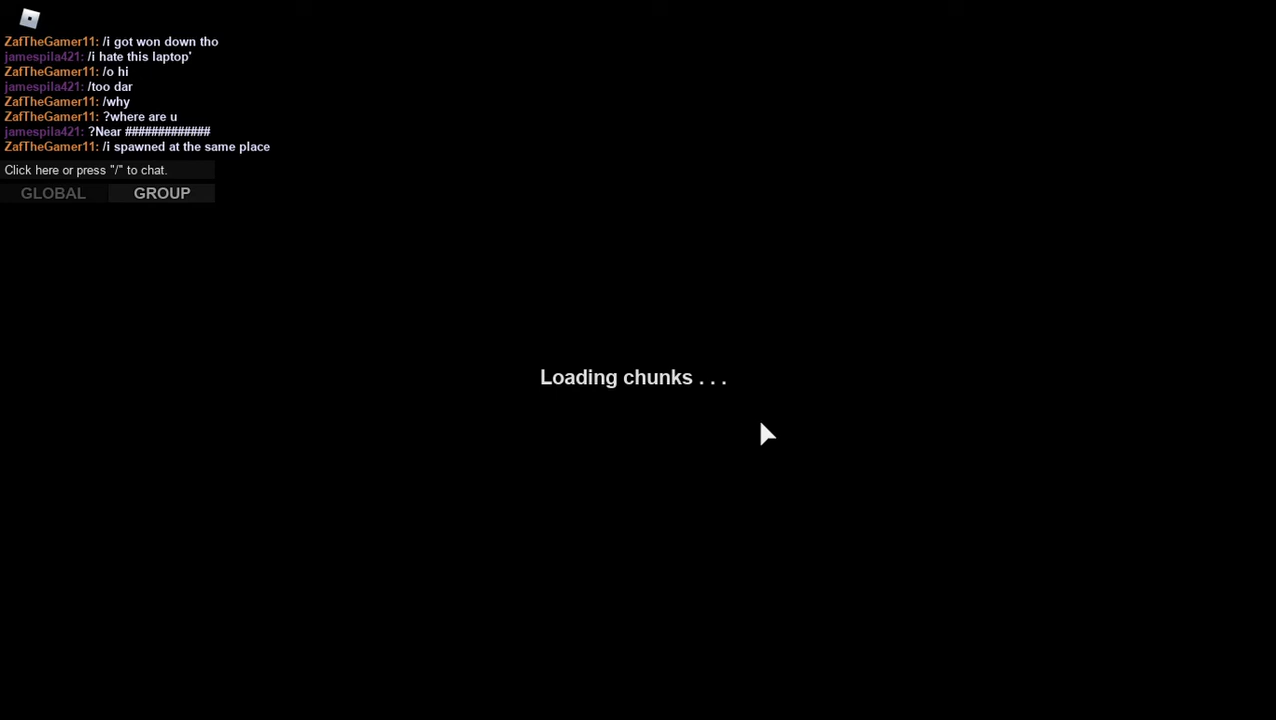 ZafTheGamer11: /i got won down tho
jamespila421: /i hate this laptop'
ZafTheGamer11: /o hi
jamespila421: /too dar
ZafTheGamer11: /why
ZafTheGamer11: ?where are u
jamespila421: ?Near #############
ZafTheGamer11: /i spawned at the same place
Click here or press "/" to chat.
GLOBAL GROUP
Loading chunks . . .